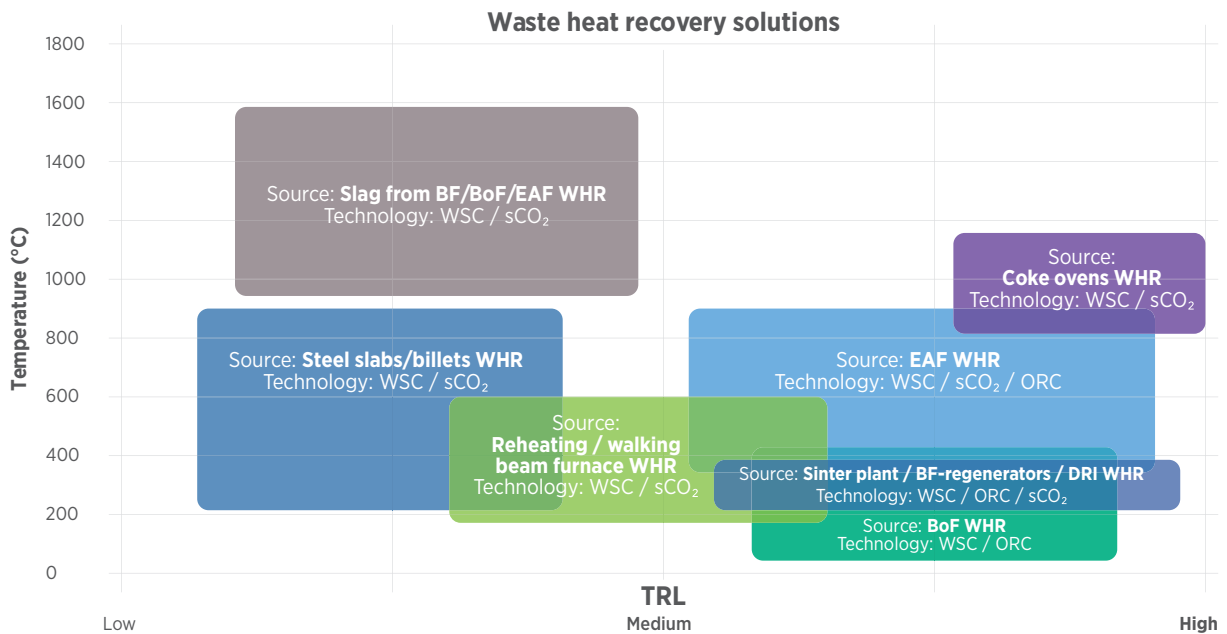 Waste heat recovery solutions
Temperature (°C)
1800
1600
1400
1200
1000
800
600
400
200
0
Source: Slag from BF/BoF/EAF WHR
Technology: WSC / sCO₂
Source:
Coke ovens WHR
Technology: WSC / sCO₂
Source: Steel slabs/billets WHR
Technology: WSC / sCO₂
Source: EAF WHR
Technology: WSC / sCO₂ / ORC
Source:
Reheating / walking
beam furnace WHR
Technology: WSC / sCO₂
Source: Sinter plant / BF-regenerators / DRI WHR
Technology: WSC / ORC / sCO₂
Source: BoF WHR
Technology: WSC / ORC
TRL
Low
Medium
High